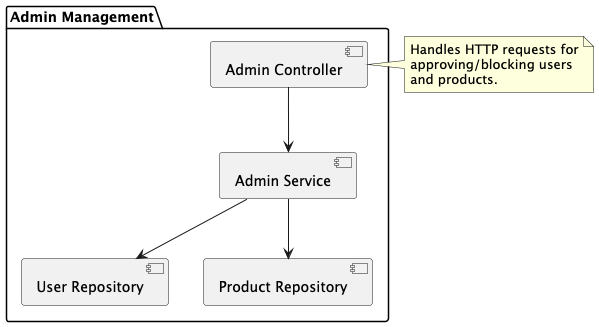 Admin Management
Admin Controller
Handles HTTP requests for
approving/blocking users
and products.
Admin Service
User Repository
Product Repository